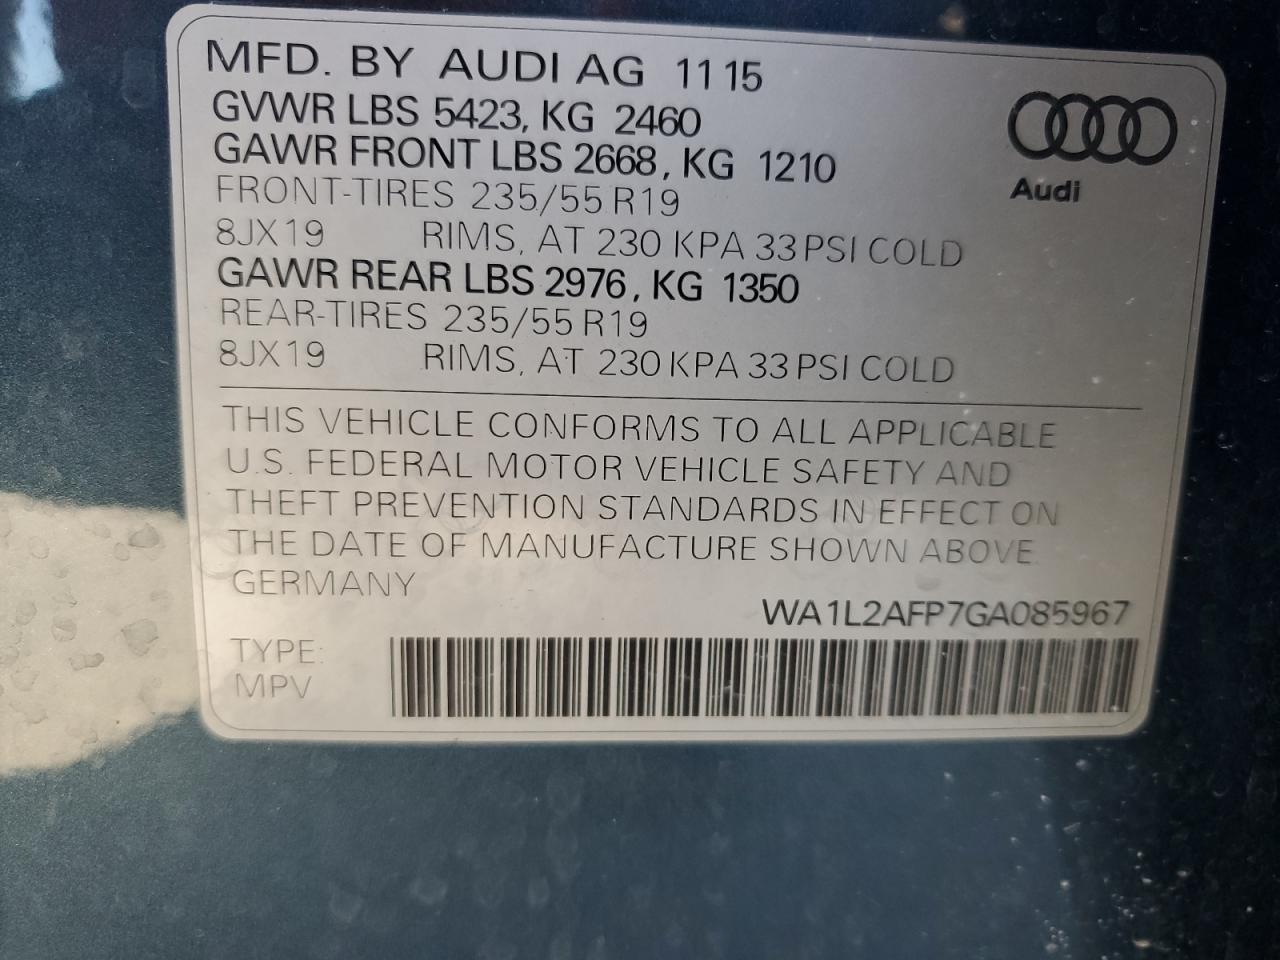 MFD. BY AUDI AG 11 15
GVWR LBS 5423, KG 2460
GAWR FRONT LBS 2668, KG 1210
FRONT-TIRES 235/55 R19
8JX19 RIMS, AT 230 KPA 33 PSI COLD
GAWR REAR LBS 2976, KG 1350
REAR-TIRES 235/55 R19
8JX19 RIMS, AT 230 KPA 33 PSI COLD
Audi
THIS VEHICLE CONFORMS TO ALL APPLICABLE
U.S. FEDERAL MOTOR VEHICLE SAFETY AND
THEFT PREVENTION STANDARDS IN EFFECT ON
THE DATE OF MANUFACTURE SHOWN ABOVE.
GERMANY
WA1L2AFP7GA085967
TYPE:
MPV